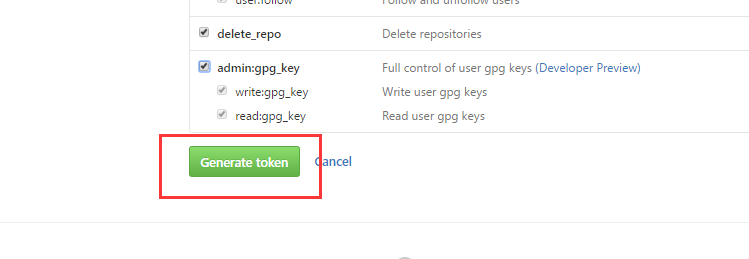 user:follow Follow and unfollow users
delete_repo Delete repositories
admin:gpg_key Full control of user gpg keys (Developer Preview)
write:gpg_key Write user gpg keys
read:gpg_key Read user gpg keys
Generate token Cancel